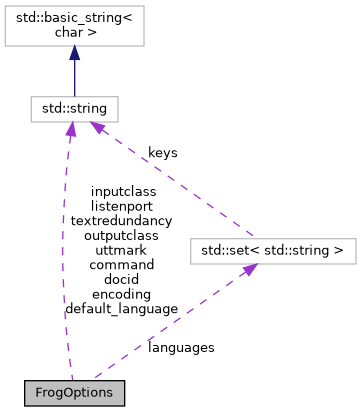 std::basic_string<
char >
std::string
keys
inputclass
listenport
textredundancy
outputclass
uttmark
command
docid
encoding
default_language
std::set< std::string >
languages
FrogOptions